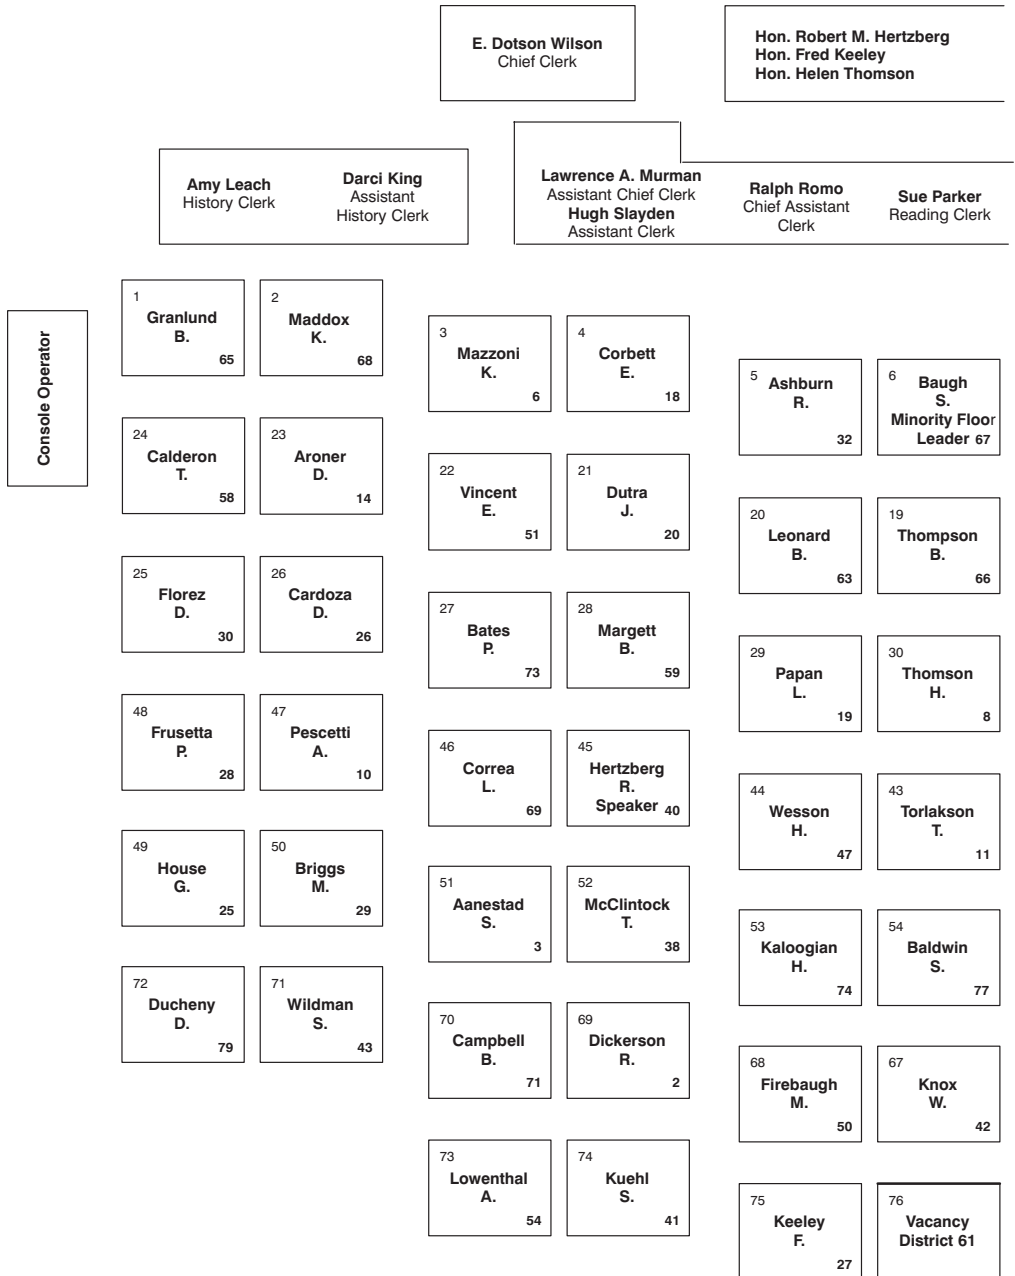 E. Dotson Wilson
Chief Clerk
Hon. Robert M. Hertzberg
Hon. Fred Keeley
Hon. Helen Thomson
Amy Leach
History Clerk
Darci King
Assistant
History Clerk
Lawrence A. Murman
Assistant Chief Clerk
Hugh Slayden
Assistant Clerk
Ralph Romo
Chief Assistant
Clerk
Sue Parker
Reading Clerk
Console Operator
1
Granlund
B.
65
2
Maddox
K.
68
3
Mazzoni
K.
6
4
Corbett
E.
18
5
Ashburn
R.
32
6
Baugh
S.
Minority Floor
Leader 67
24
Calderon
T.
58
23
Aroner
D.
14
22
Vincent
E.
51
21
Dutra
J.
20
20
Leonard
B.
63
19
Thompson
B.
66
25
Florez
D.
30
26
Cardoza
D.
26
27
Bates
P.
73
28
Margett
B.
59
29
Papan
L.
19
30
Thomson
H.
8
48
Frusetta
P.
28
47
Pescetti
A.
10
46
Correa
L.
69
45
Hertzberg
R.
Speaker 40
44
Wesson
H.
47
43
Torlakson
T.
11
49
House
G.
25
50
Briggs
M.
29
51
Aanestad
S.
3
52
McClintock
T.
38
53
Kaloogian
H.
74
54
Baldwin
S.
77
72
Ducheny
D.
79
71
Wildman
S.
43
70
Campbell
B.
71
69
Dickerson
R.
2
68
Firebaugh
M.
50
67
Knox
W.
42
73
Lowenthal
A.
54
74
Kuehl
S.
41
75
Keeley
F.
27
76
Vacancy
District 61